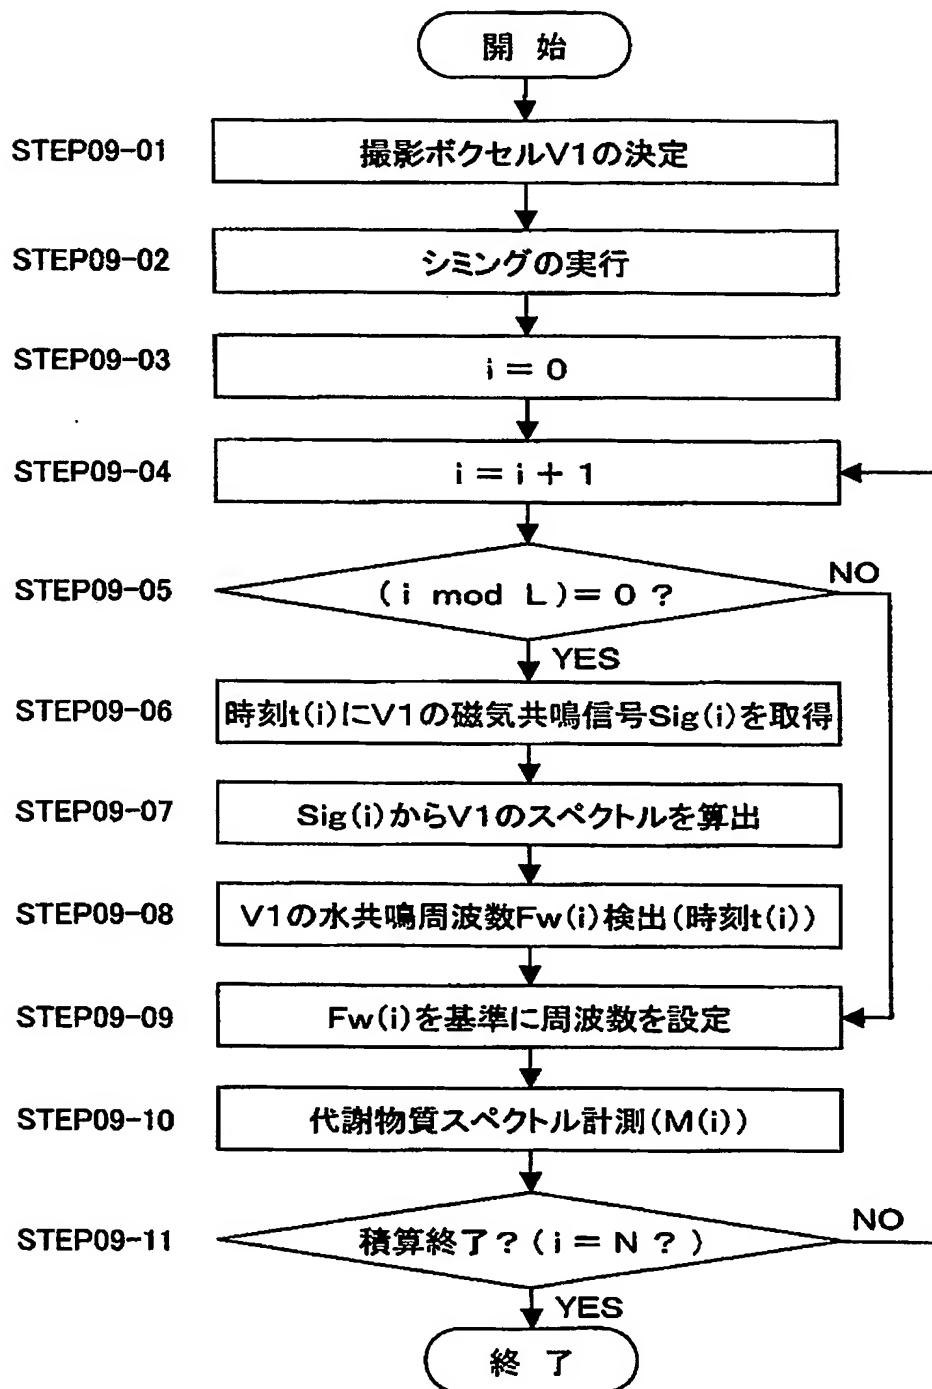 開 始
STEP09-01
撮影ボクセルV1の決定
STEP09-02
シミングの実行
STEP09-03
i = 0
STEP09-04
i = i + 1
STEP09-05
(i mod L)= 0 ?
NO
YES
STEP09-06
時刻t(i)にV1の磁気共鳴信号Sig(i)を取得
STEP09-07
Sig(i)からV1のスペクトルを算出
STEP09-08
V1の水共鳴周波数Fw(i)検出(時刻t(i))
STEP09-09
Fw(i)を基準に周波数を設定
STEP09-10
代謝物質スペクトル計測(M(i))
STEP09-11
積算終了?(i = N ?)
NO
YES
終 了